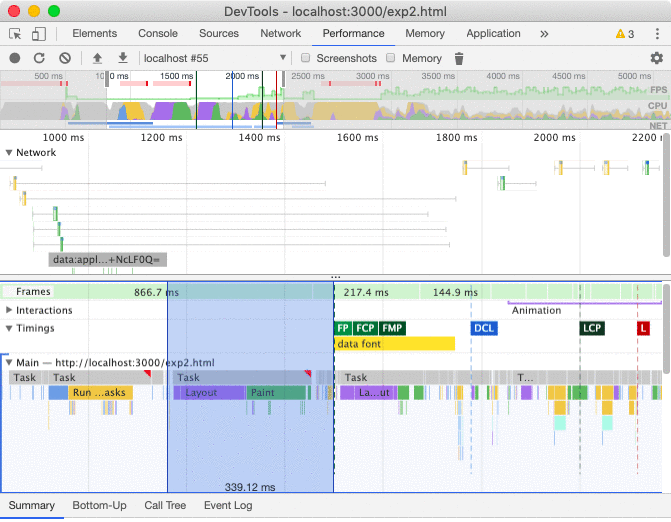 DevTools - localhost:3000/exp2.html
Elements Console Sources Network Performance Memory Application » 3
localhost #55 Screenshots Memory
500 ms 0 ms 1500 ms 2000 ms 2500 ms 3000 ms 3500 ms 4000 ms 4500 ms 5000 ms
FPS
CPU
NET
1000 ms 1200 ms 1400 ms 1600 ms 1800 ms 2000 ms 2200
Network
data:appl…+NcLF0Q=
...
Frames 866.7 ms 217.4 ms 144.9 ms
Interactions Animation
Timings FP FCP FMP DCL LCP L
data font
Main — http://localhost:3000/exp2.html
Task Task Task Task T…
Run …asks Layout Paint La…ut
339.12 ms
Summary Bottom-Up Call Tree Event Log